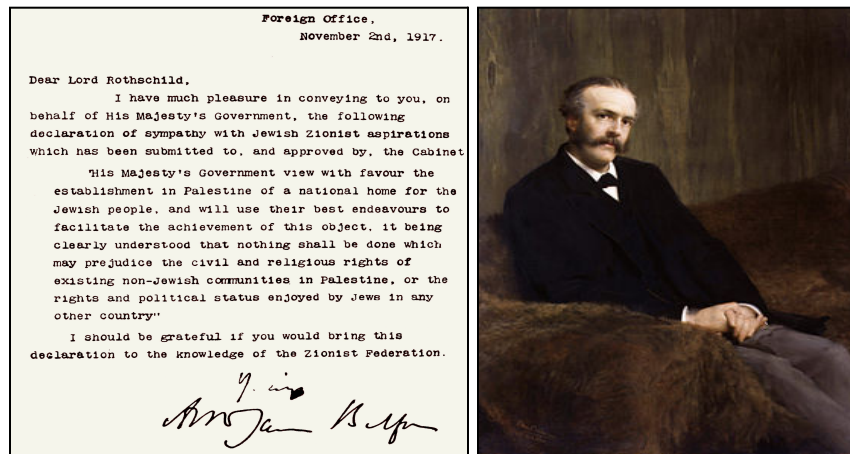 Foreign Office,
November 2nd, 1917.
Dear Lord Rothschild,
I have much pleasure in conveying to you, on
behalf of His Majesty's Government, the following
declaration of sympathy with Jewish Zionist aspirations
which has been submitted to, and approved by, the Cabinet
"His Majesty's Government view with favour the
establishment in Palestine of a national home for the
Jewish people, and will use their best endeavours to
facilitate the achievement of this object, it being
clearly understood that nothing shall be done which
may prejudice the civil and religious rights of
existing non-Jewish communities in Palestine, or the
rights and political status enjoyed by Jews in any
other country"
I should be grateful if you would bring this
declaration to the knowledge of the Zionist Federation.